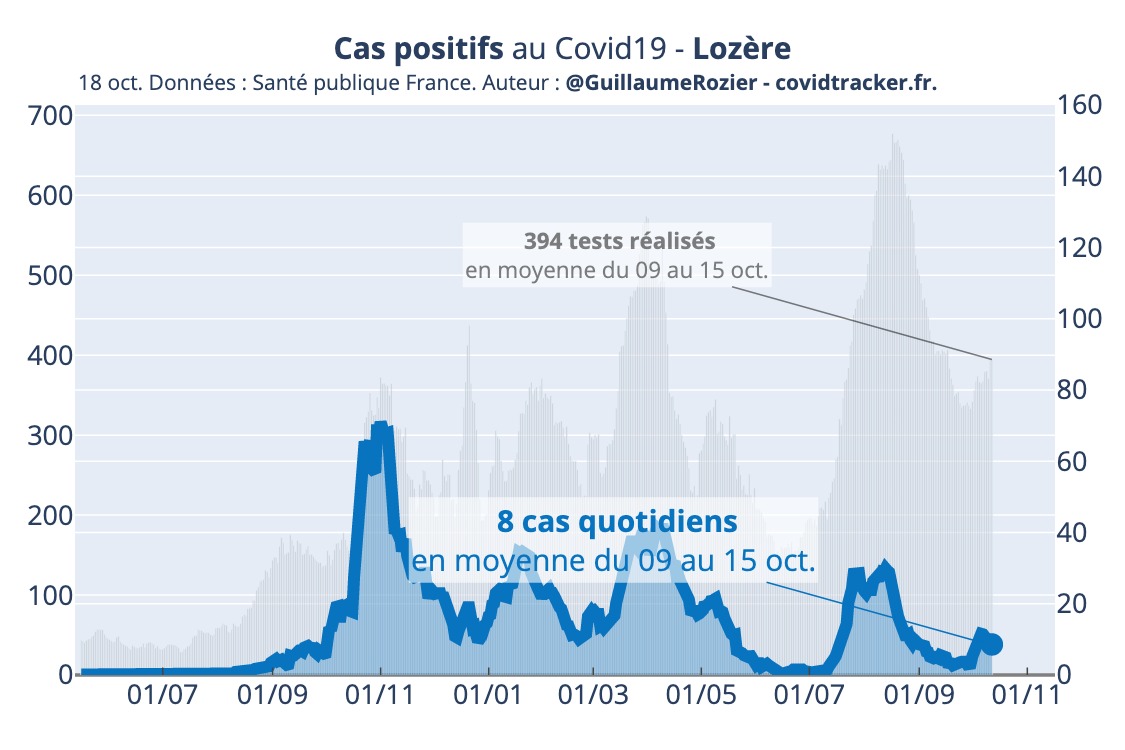 Cas positifs au Covid19 - Lozère
18 oct. Données : Santé publique France. Auteur : @GuillaumeRozier - covidtracker.fr.
700
600
500
400
300
200
100
0
160
140
120
100
80
60
40
20
0
394 tests réalisés
en moyenne du 09 au 15 oct.
8 cas quotidiens
en moyenne du 09 au 15 oct.
01/07 01/09 01/11 01/01 01/03 01/05 01/07 01/09 01/11